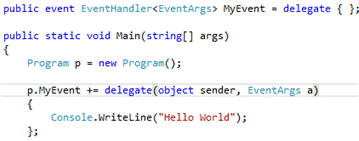 public event EventHandler<EventArgs> MyEvent = delegate { };
public static void Main(string[] args)
{
Program p = new Program();
p.MyEvent += delegate(object sender, EventArgs a)
{
Console.WriteLine("Hello World");
};